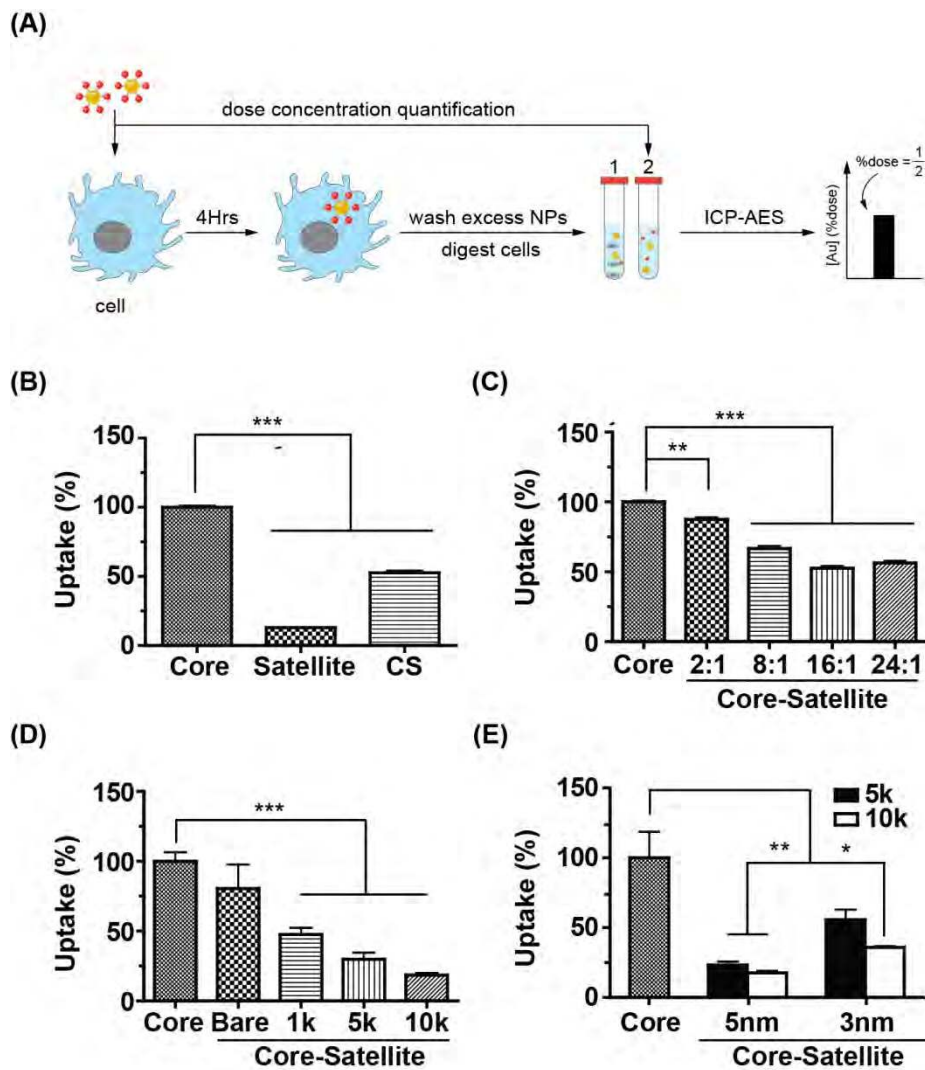 (A)
dose concentration quantification
1 2
%dose = 1/2
4Hrs
wash excess NPs
digest cells
ICP-AES
[Au] (%dose)
cell
(B)
***
150
100
50
0
Uptake (%)
Core Satellite CS
(C)
***
**
150
100
50
0
Uptake (%)
Core 2:1 8:1 16:1 24:1
Core-Satellite
(D)
***
150
100
50
0
Uptake (%)
Core Bare 1k 5k 10k
Core-Satellite
(E)
5k
10k
** *
150
100
50
0
Uptake (%)
Core 5nm 3nm
Core-Satellite